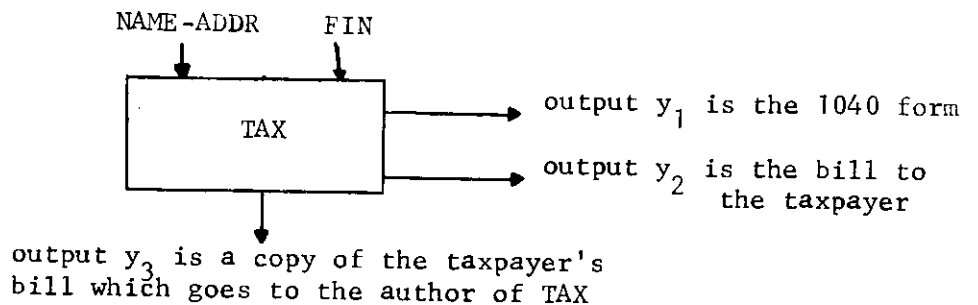 NAME-ADDR FIN
TAX
output y1 is the 1040 form
output y2 is the bill to
the taxpayer
output y3 is a copy of the taxpayer's
bill which goes to the author of TAX